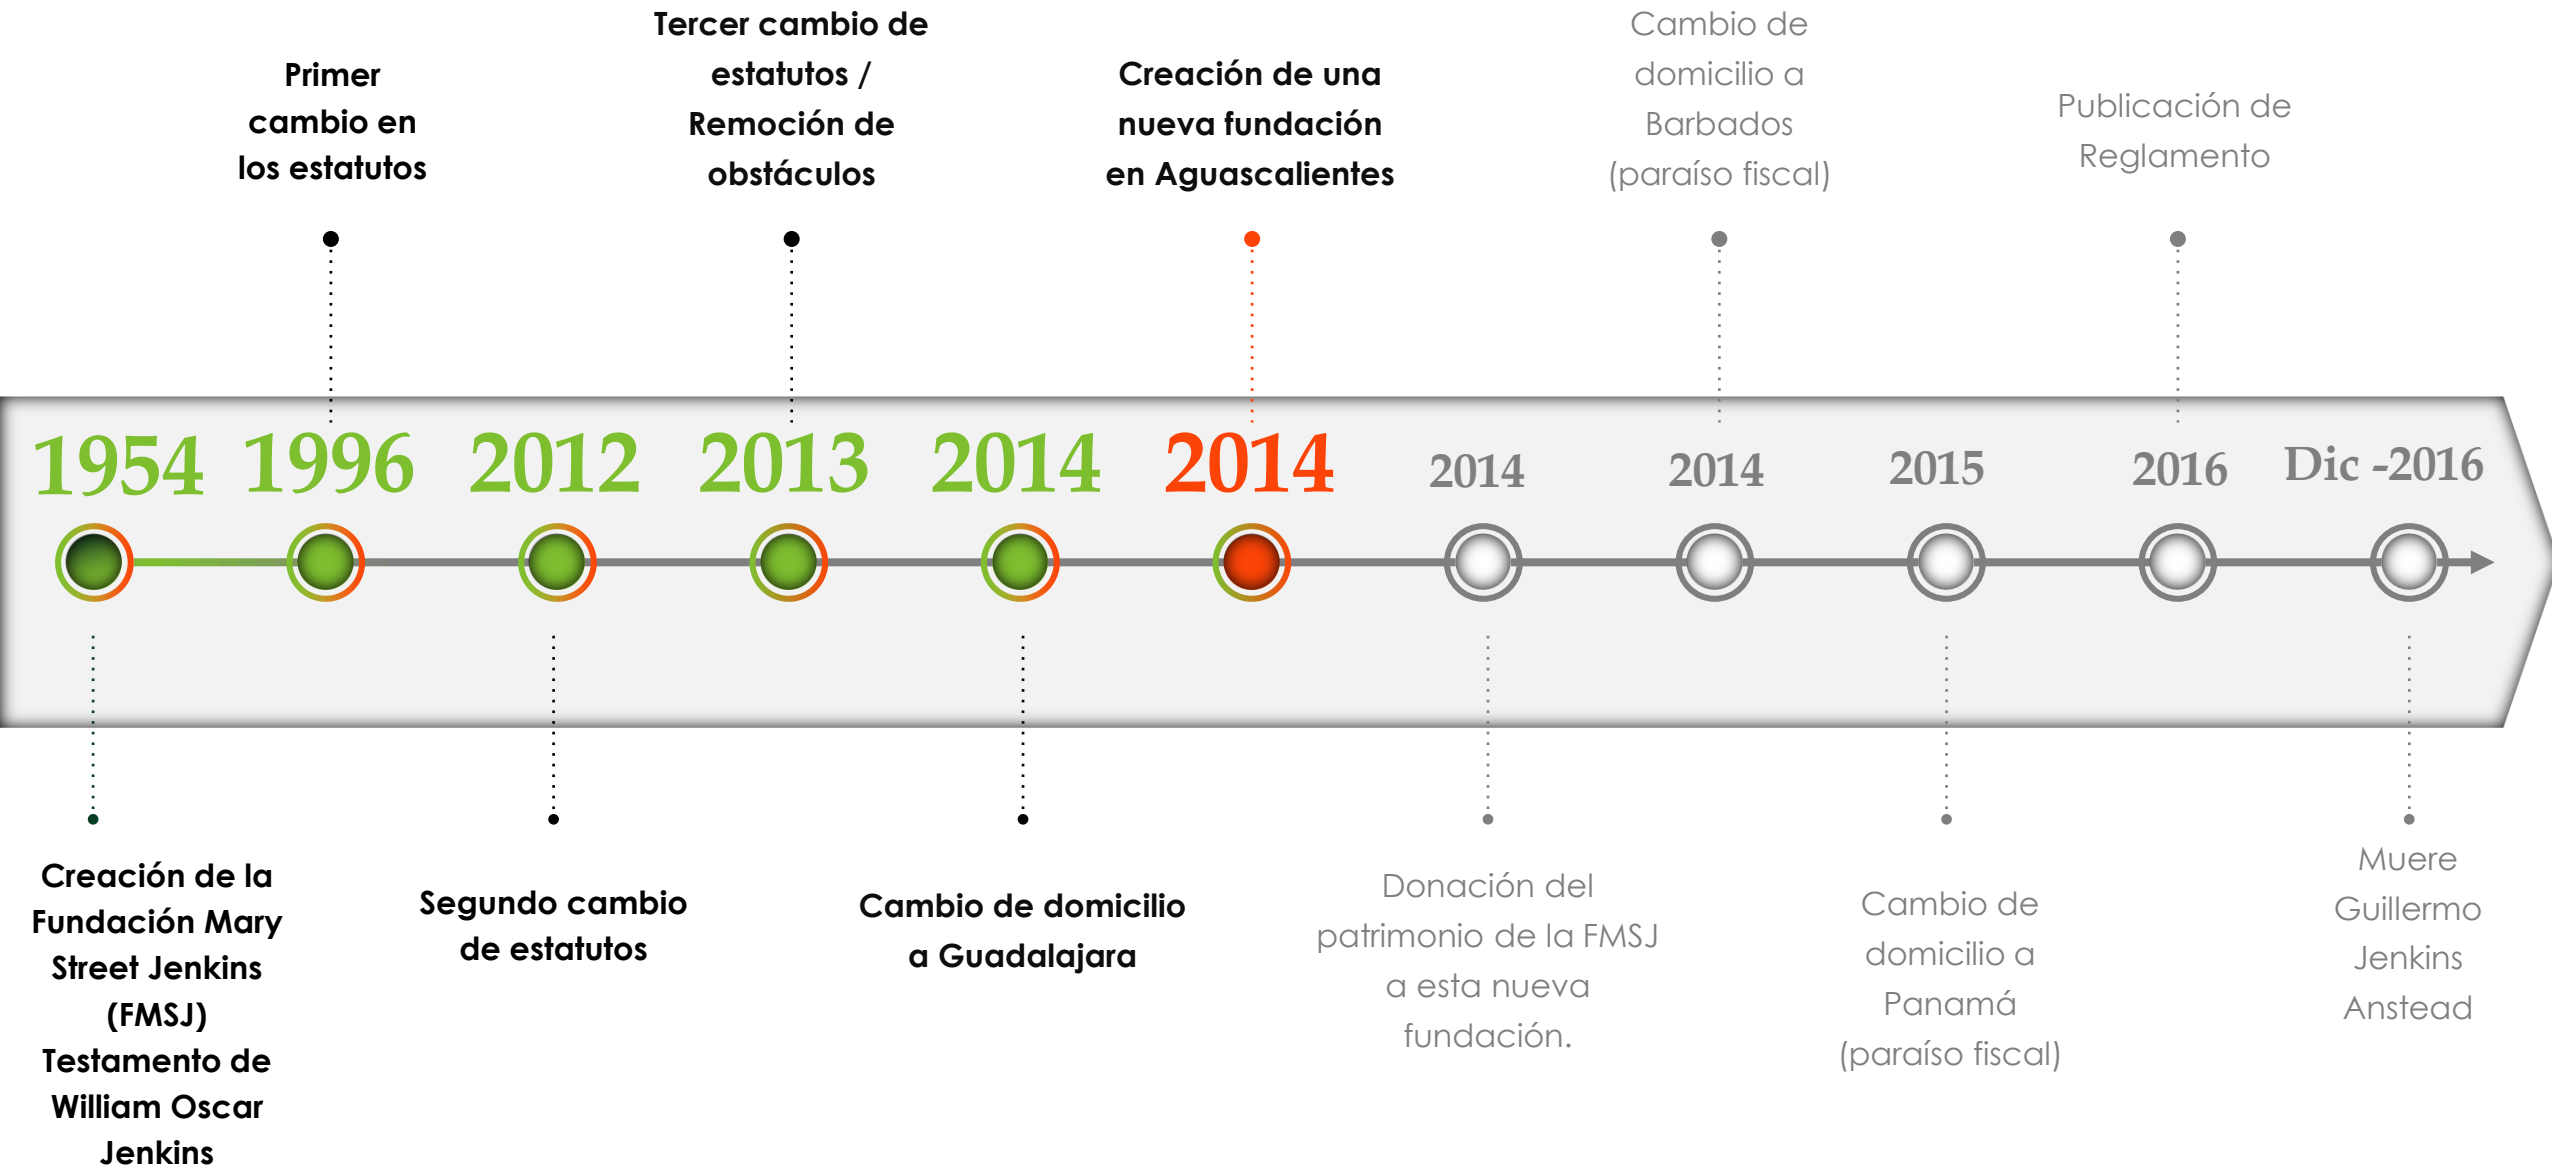 Primer
cambio en
los estatutos
Tercer cambio de
estatutos /
Remoción de
obstáculos
Creación de una
nueva fundación
en Aguascalientes
Cambio de
domicilio a
Barbados
(paraíso fiscal)
Publicación de
Reglamento
1954
1996
2012
2013
2014
2014
2014
2014
2015
2016
Dic -2016
Creación de la
Fundación Mary
Street Jenkins
(FMSJ)
Testamento de
William Oscar
Jenkins
Segundo cambio
de estatutos
Cambio de domicilio
a Guadalajara
Donación del
patrimonio de la FMSJ
a esta nueva
fundación.
Cambio de
domicilio a
Panamá
(paraíso fiscal)
Muere
Guillermo
Jenkins
Anstead